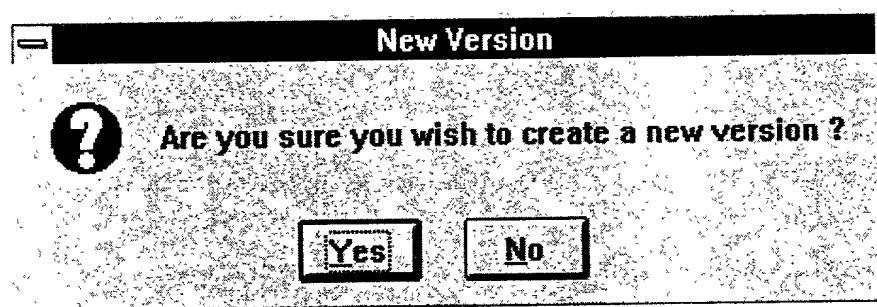 New Version
Are you sure you wish to create a new version ?
Yes
No